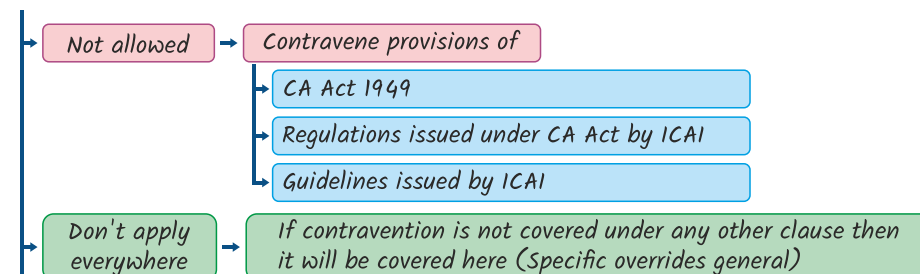 Not allowed
Contravene provisions of
CA Act 1949
Regulations issued under CA Act by ICAI
Guidelines issued by ICAI
Don't apply
everywhere
If contravention is not covered under any other clause then
it will be covered here (Specific overrides general)